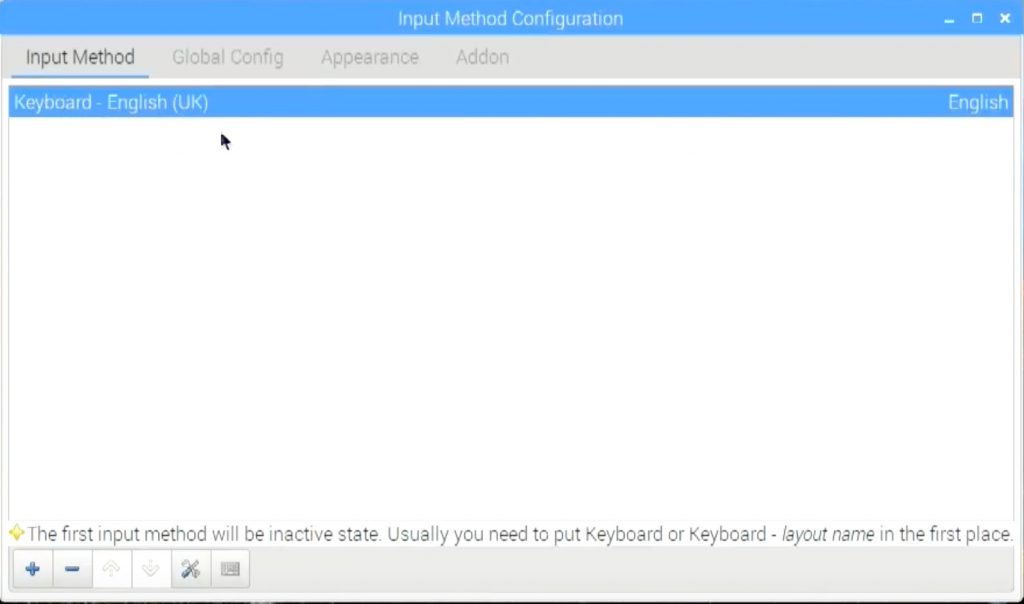 Input Method Configuration
Input Method Global Config Appearance Addon
Keyboard - English (UK) English
The first input method will be inactive state. Usually you need to put Keyboard or Keyboard - layout name in the first place.